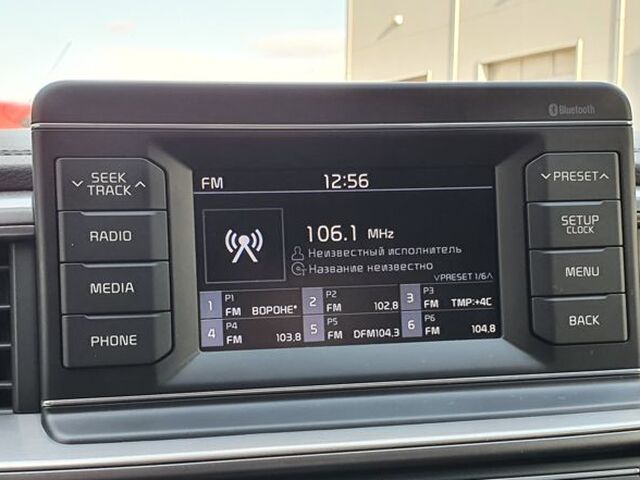 Bluetooth
SEEK
TRACK
RADIO
MEDIA
PHONE
FM 12:56
106.1 MHz
Неизвестный исполнитель
Название неизвестно
PRESET 1/6
1 P1 FM ВОРОНЕ*
2 P2 FM 102,8
3 P3 FM TMP:+4C
4 P4 FM 103,8
5 P5 FM DFM104,3
6 P6 FM 104,8
PRESET
SETUP
CLOCK
MENU
BACK